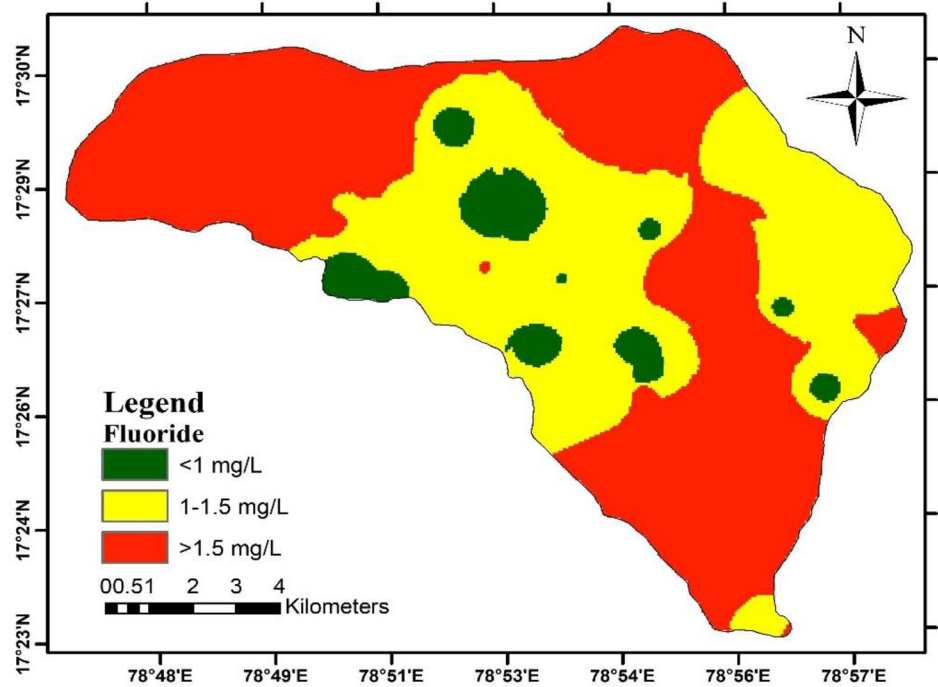 N
17°30'N
17°29'N
17°27'N
17°26'N
17°24'N
17°23'N
Legend
Fluoride
<1 mg/L
1-1.5 mg/L
>1.5 mg/L
00.51 2 3 4
Kilometers
78°48'E 78°49'E 78°51'E 78°53'E 78°54'E 78°56'E 78°57'E